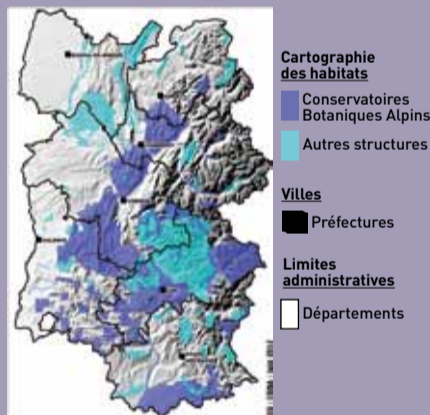 Cartographie
des habitats
Conservatoires
Botaniques Alpins
Autres structures
Villes
Préfectures
Limites
administratives
Départements